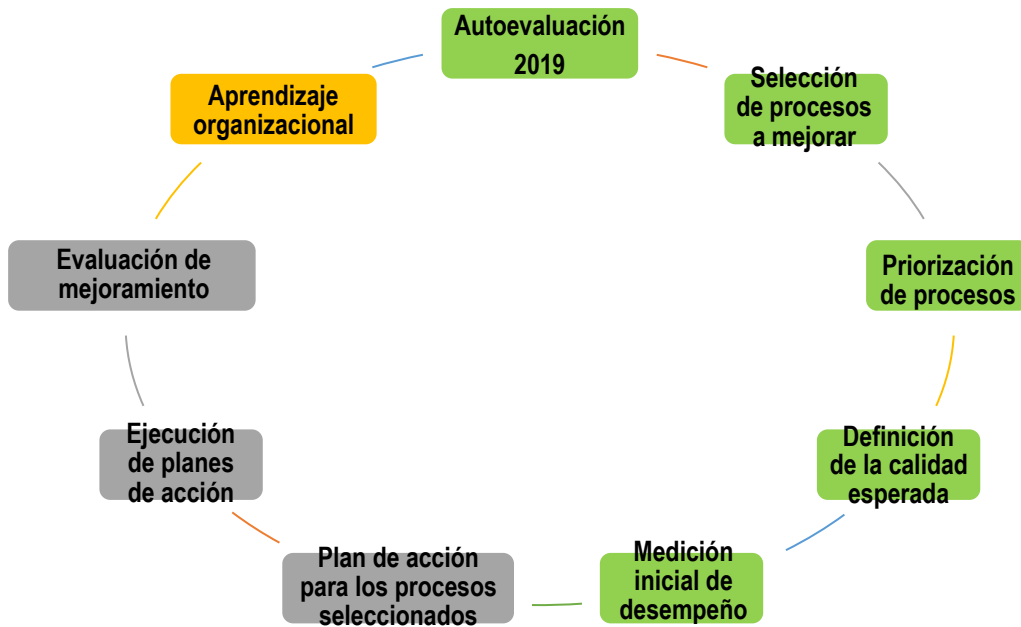 Autoevaluación
2019
Selección
de procesos
a mejorar
Priorización
de procesos
Definición
de la calidad
esperada
Medición
inicial de
desempeño
Plan de acción
para los procesos
seleccionados
Ejecución
de planes
de acción
Evaluación de
mejoramiento
Aprendizaje
organizacional